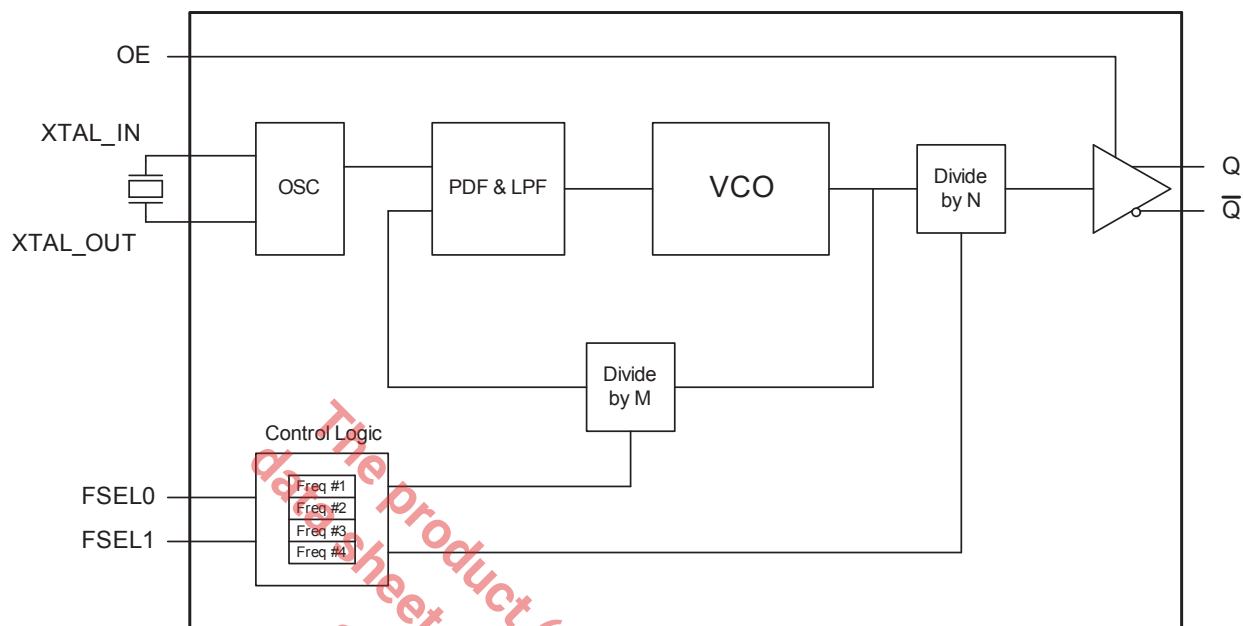 OE
XTAL_IN
XTAL_OUT
OSC
PDF & LPF
VCO
Divide
by N
Q
Q̅
Divide
by M
Control Logic
FSEL0
FSEL1
Freq #1
Freq #2
Freq #3
Freq #4
The product
data sheet